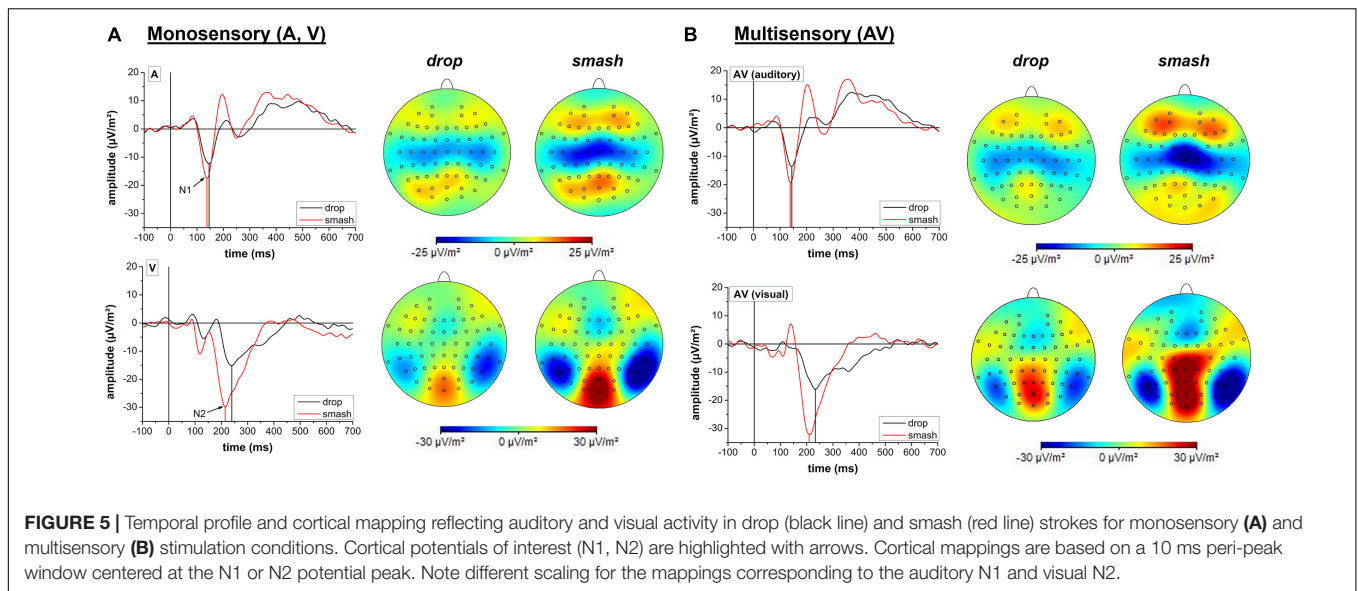 A Monosensory (A, V)
drop smash
A
amplitude (µV/m²)
20
10
0
-10
-20
-30
N1
drop
smash
-100 0 100 200 300 400 500 600 700
time (ms)
-25 µV/m² 0 µV/m² 25 µV/m²
V
amplitude (µV/m²)
20
10
0
-10
-20
-30
N2
drop
smash
-100 0 100 200 300 400 500 600 700
time (ms)
-30 µV/m² 0 µV/m² 30 µV/m²
B Multisensory (AV)
drop smash
AV (auditory)
amplitude (µV/m²)
20
10
0
-10
-20
-30
drop
smash
-100 0 100 200 300 400 500 600 700
time (ms)
-25 µV/m² 0 µV/m² 25 µV/m²
AV (visual)
amplitude (µV/m²)
20
10
0
-10
-20
-30
drop
smash
-100 0 100 200 300 400 500 600 700
time (ms)
-30 µV/m² 0 µV/m² 30 µV/m²
FIGURE 5 | Temporal profile and cortical mapping reflecting auditory and visual activity in drop (black line) and smash (red line) strokes for monosensory (A) and
multisensory (B) stimulation conditions. Cortical potentials of interest (N1, N2) are highlighted with arrows. Cortical mappings are based on a 10 ms peri-peak
window centered at the N1 or N2 potential peak. Note different scaling for the mappings corresponding to the auditory N1 and visual N2.